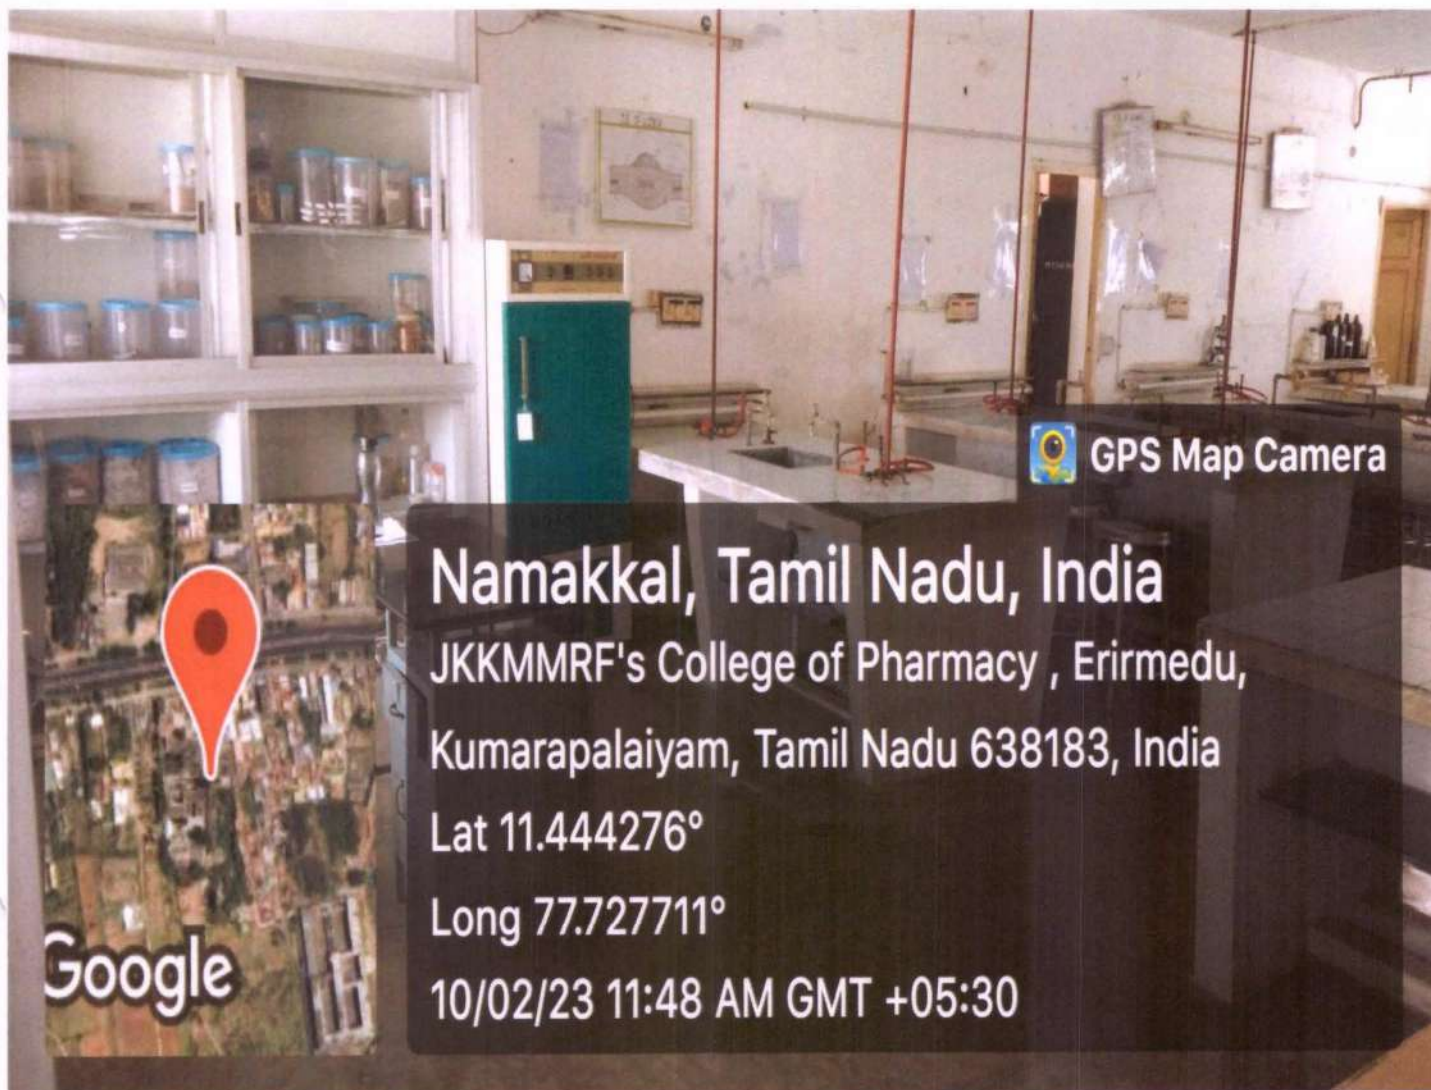 GPS Map Camera
Namakkal, Tamil Nadu, India
JKKMMRF's College of Pharmacy , Erirmedu,
Kumarapalaiyam, Tamil Nadu 638183, India
Lat 11.444276°
Long 77.727711°
10/02/23 11:48 AM GMT +05:30
Google